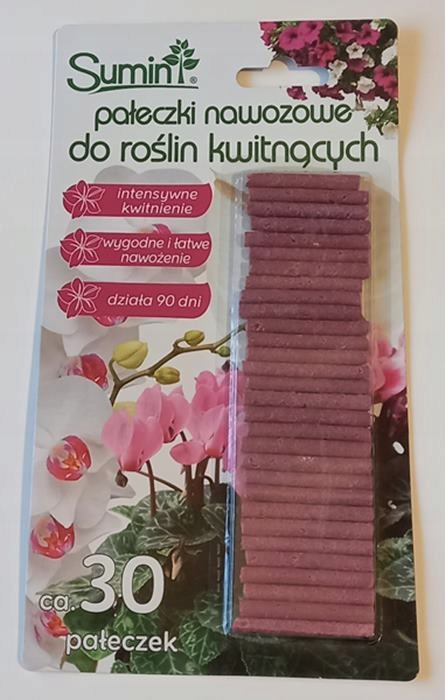 Sumin®
pałeczki nawozowe
do roślin kwitnących
intensywne
kwitnienie
wygodne i łatwe
nawożenie
działa 90 dni
ca. 30
pałeczek